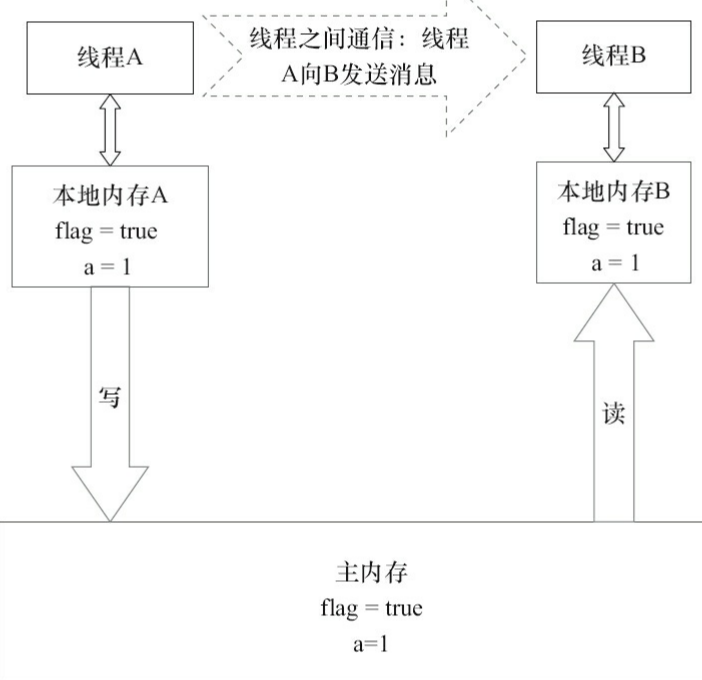 线程A
线程之间通信：线程
A向B发送消息
线程B
本地内存A
flag = true
a = 1
本地内存B
flag = true
a = 1
写
读
主内存
flag = true
a=1